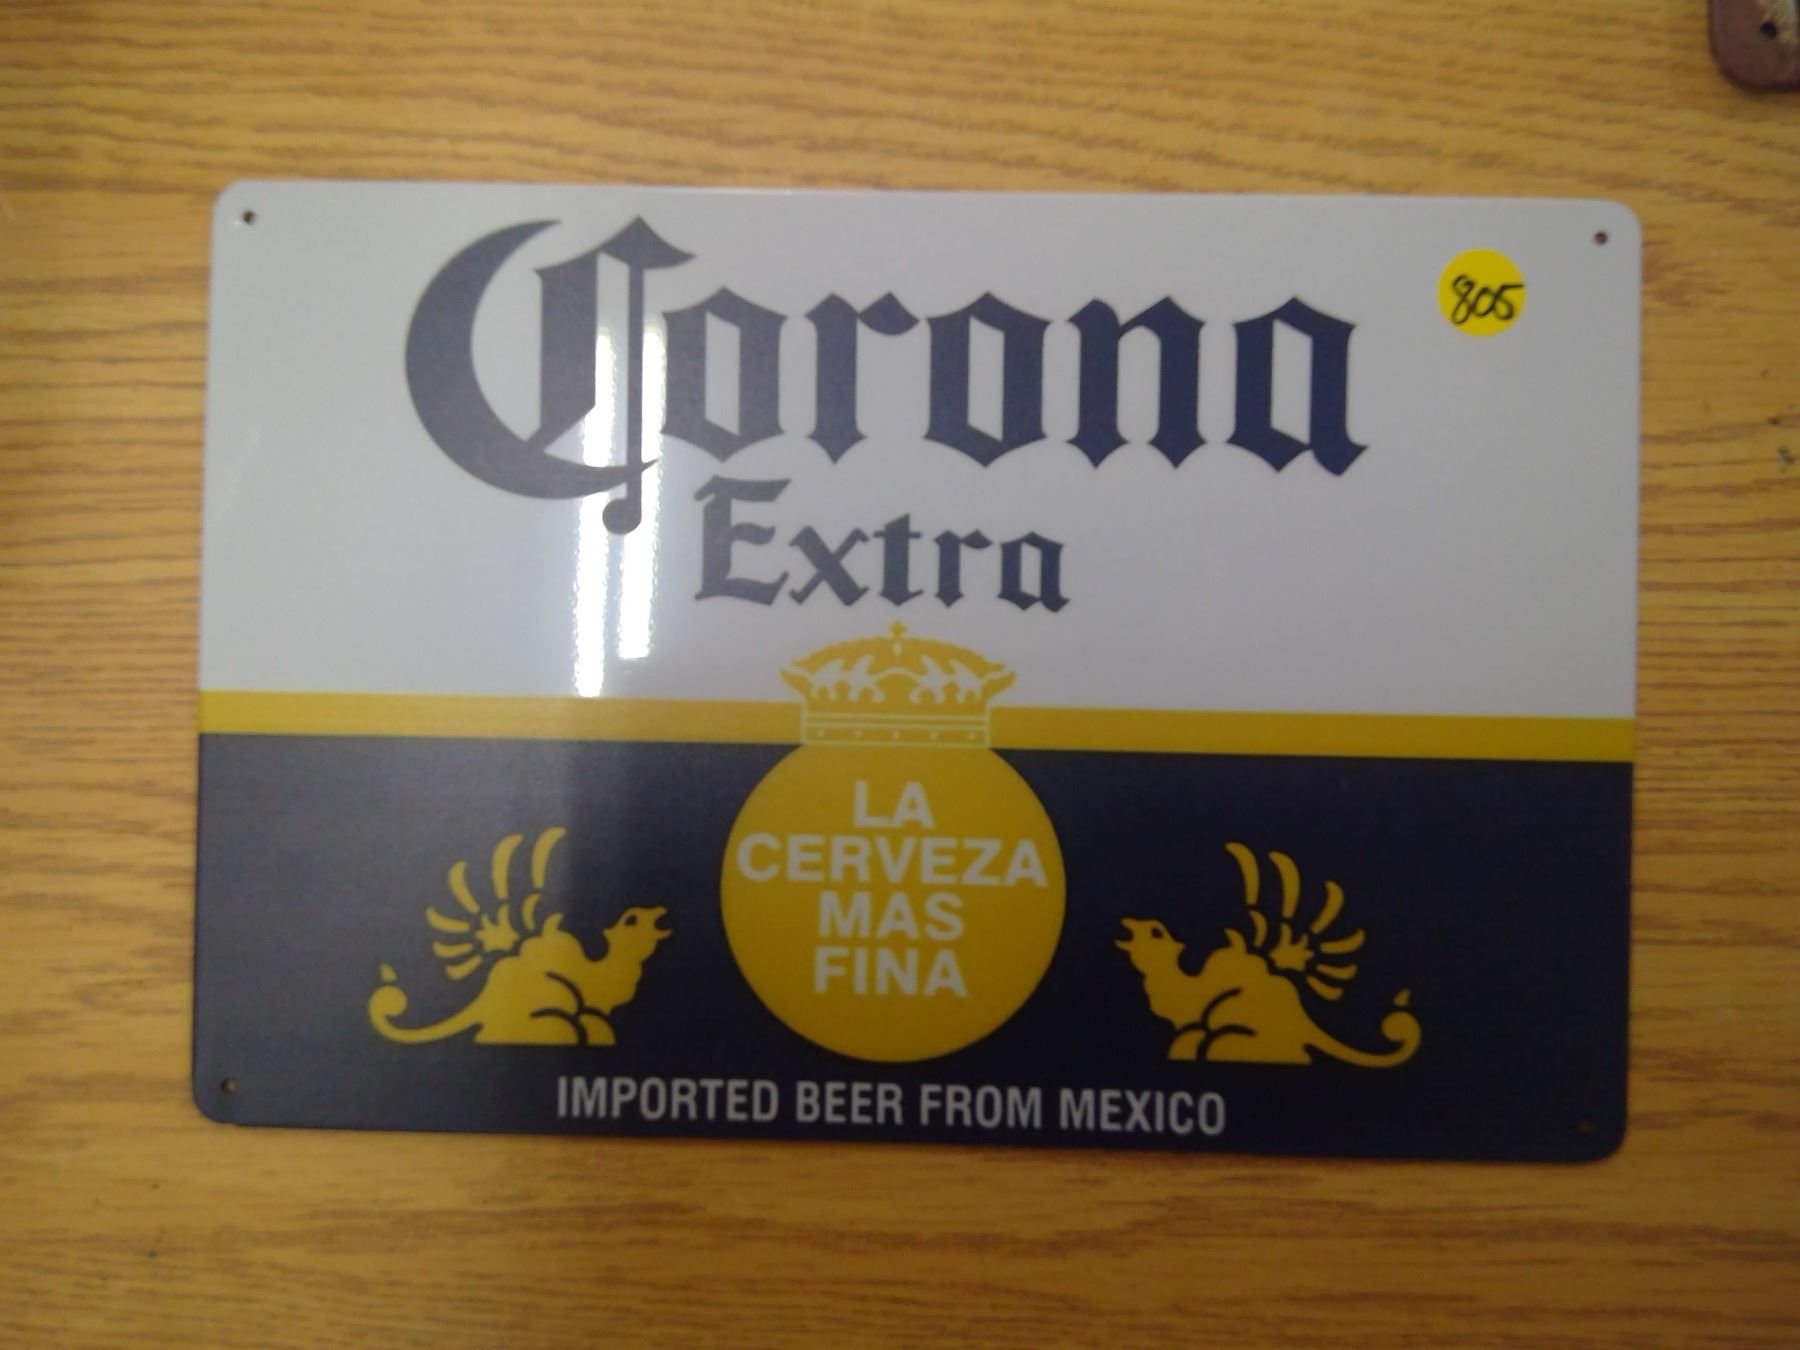 Corona
805
Extra
LA
CERVEZA
MAS
FINA
IMPORTED BEER FROM MEXICO